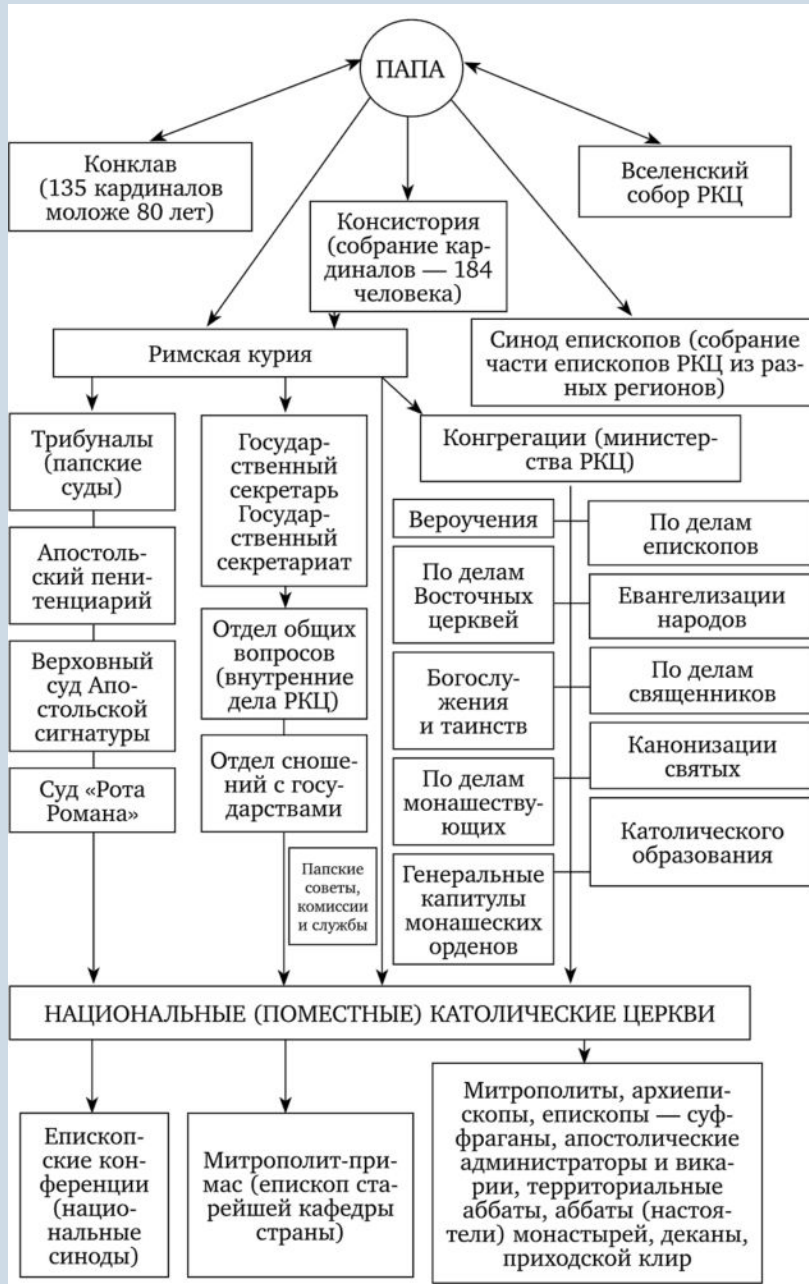 ПАПА
Конклав
(135 кардиналов
моложе 80 лет)
Вселенский
собор РКЦ
Консистория
(собрание кар-
диналов — 184
человека)
Римская курия
Синод епископов (собрание
части епископов РКЦ из раз-
ных регионов)
Трибуналы
(папские
суды)
Апостоль-
ский пени-
тенциарий
Верховный
суд Апо-
стольской
сигнатуры
Суд «Рота
Романа»
Государ-
ственный
секретарь
Государ-
ственный
секретариат
Отдел общих
вопросов
(внутренние
дела РКЦ)
Отдел сноше-
ний с госу-
дарствами
Папские
советы,
комиссии
и службы
Конгрегации (министер-
ства РКЦ)
Вероучения
По делам
епископов
По делам
Восточных
церквей
Евангелизации
народов
Богослу-
жения
и таинств
По делам
священников
Канонизации
святых
По делам
монашеству-
ющих
Католического
образования
Генеральные
капитулы
монашеских
орденов
НАЦИОНАЛЬНЫЕ (ПОМЕСТНЫЕ) КАТОЛИЧЕСКИЕ ЦЕРКВИ
Епископ-
ские кон-
ференции
(нацио-
нальные
синоды)
Митрополит-при-
мас (епископ ста-
рейшей кафедры
страны)
Митрополиты, архиепи-
скопы, епископы — суф-
фраганы, апостолические
администраторы и вика-
рии, территориальные
аббаты, аббаты (настоя-
тели) монастырей, деканы,
приходской клир